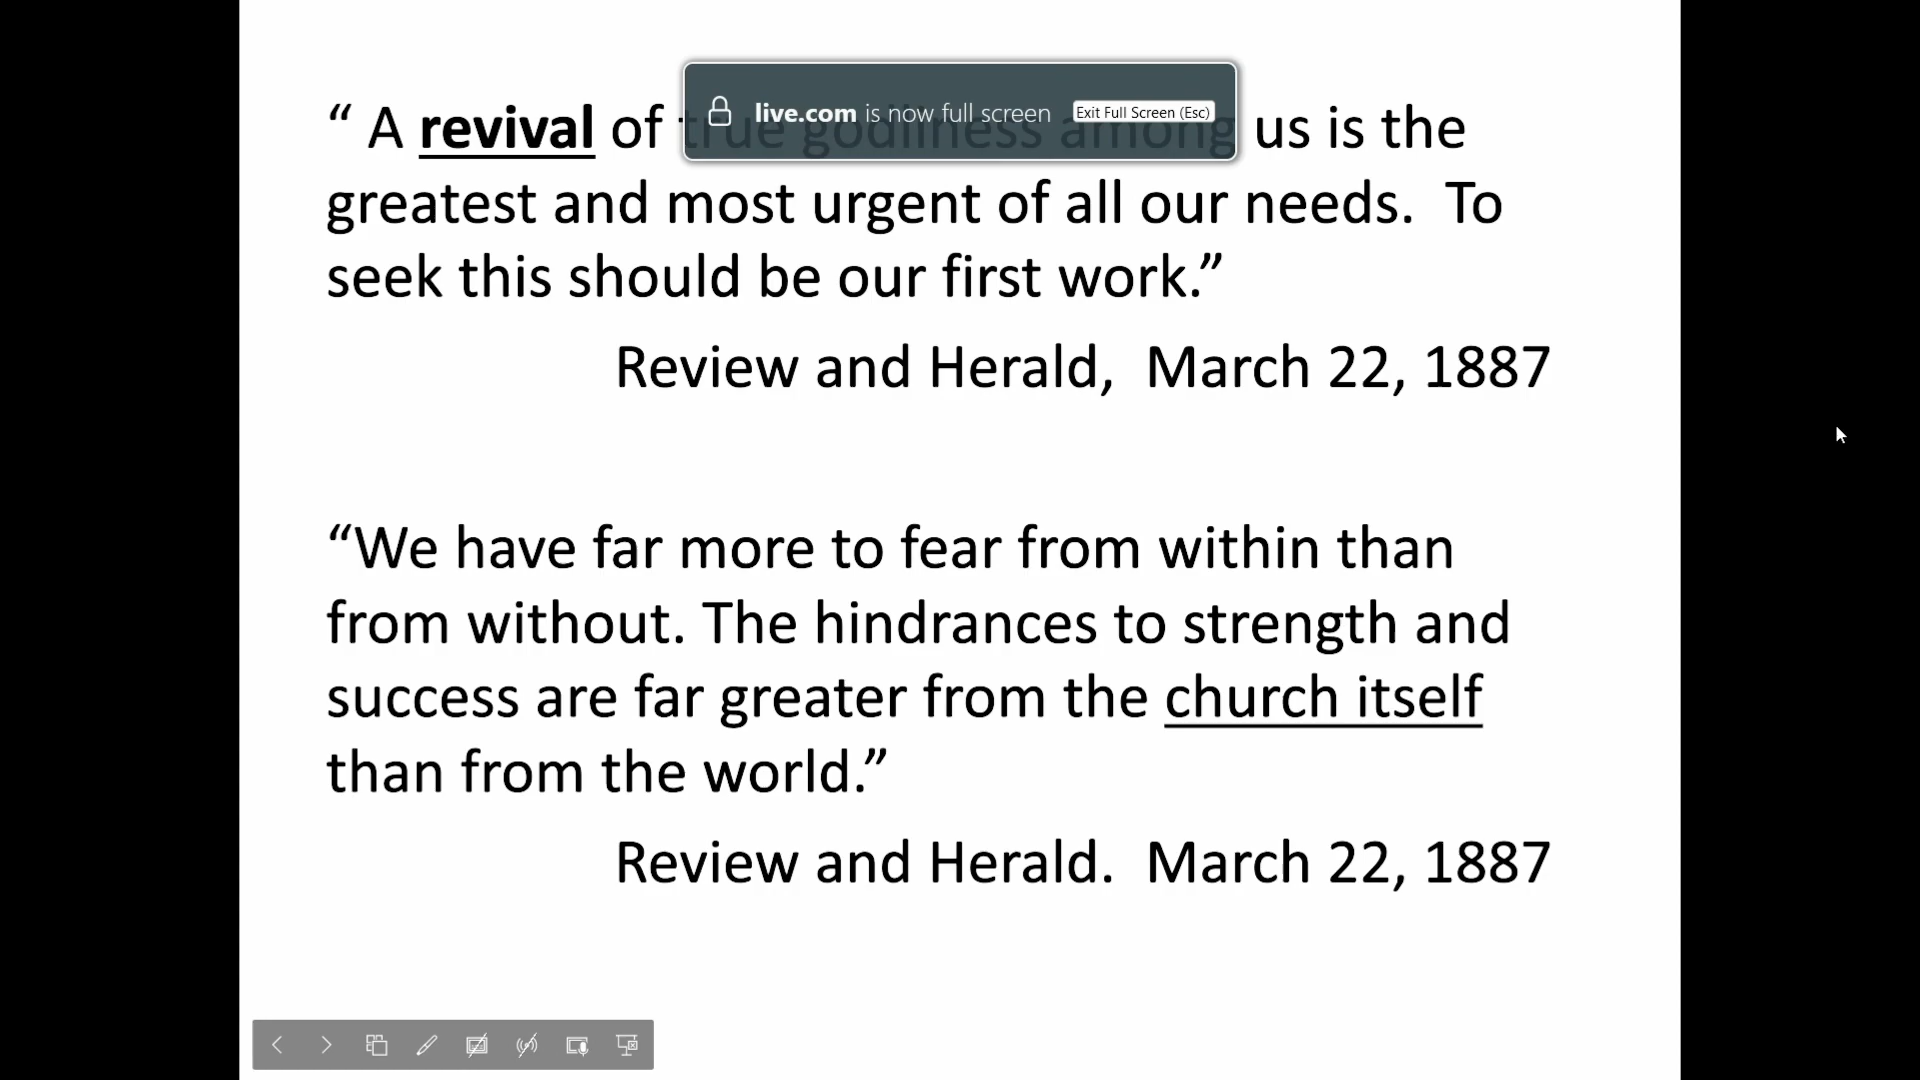 live.com is now full screen Exit Full Screen (Esc)
“ A revival of true godliness among us is the
greatest and most urgent of all our needs.  To
seek this should be our first work.”
Review and Herald,  March 22, 1887
“We have far more to fear from within than
from without. The hindrances to strength and
success are far greater from the church itself
than from the world.”
Review and Herald.  March 22, 1887